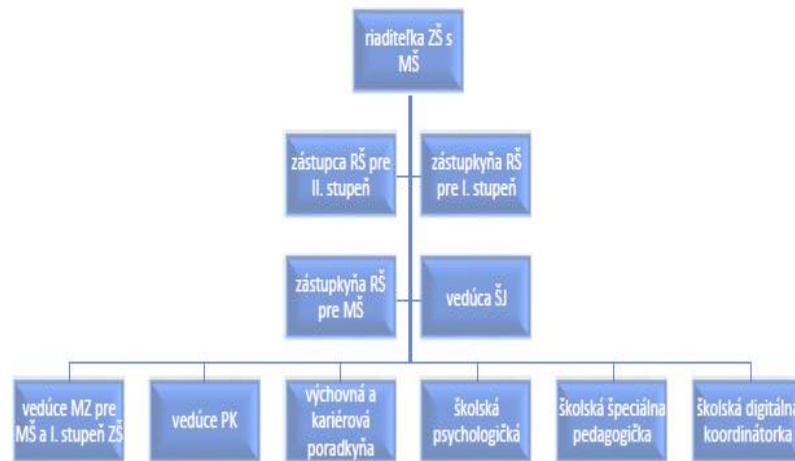 riaditeľka ZŠ s
MŠ
zástupca RŠ pre
II. stupeň
zástupkyňa RŠ
pre I. stupeň
zástupkyňa RŠ
pre MŠ
vedúca ŠJ
vedúce MZ pre
MŠ a I. stupeň ZŠ
vedúce PK
výchovná a
kariérová
poradkyňa
školská
psychologičká
školská špeciálna
pedagogička
školská digitálna
koordinátorka